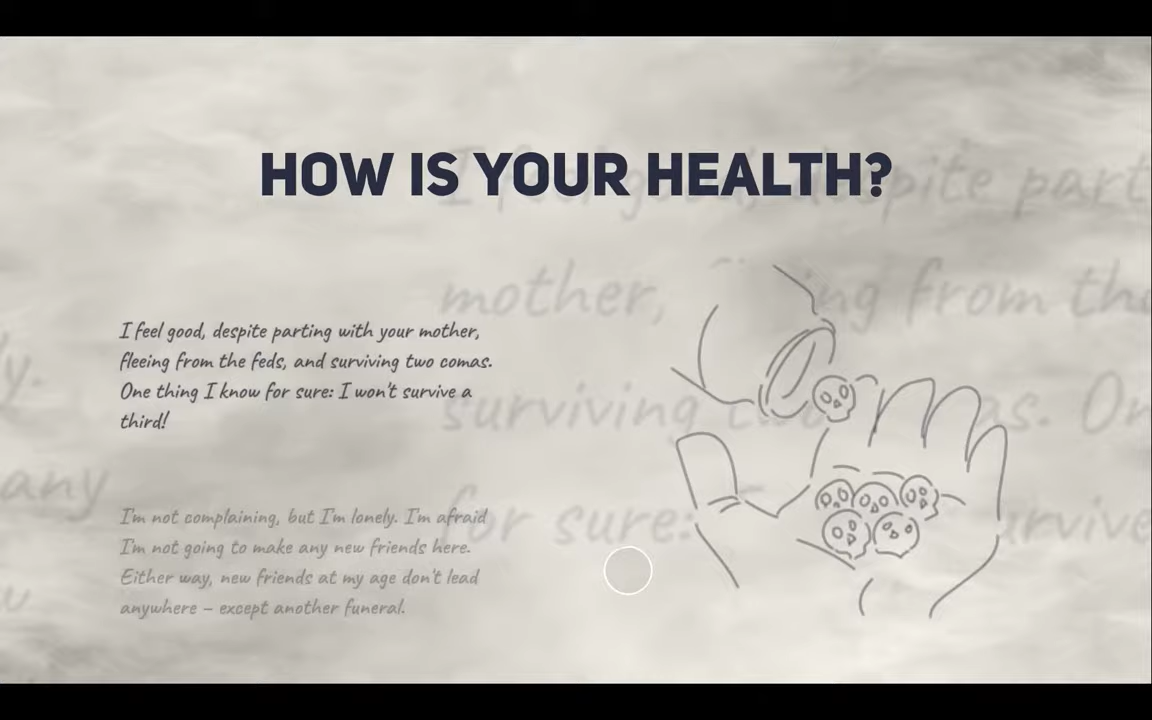 HOW IS YOUR HEALTH?
I feel good, despite parting with your mother,
fleeing from the feds, and surviving two comas.
One thing I know for sure: I won't survive a
third!
I'm not complaining, but I'm lonely. I'm afraid
I'm not going to make any new friends here.
Either way, new friends at my age don't lead
anywhere – except another funeral.